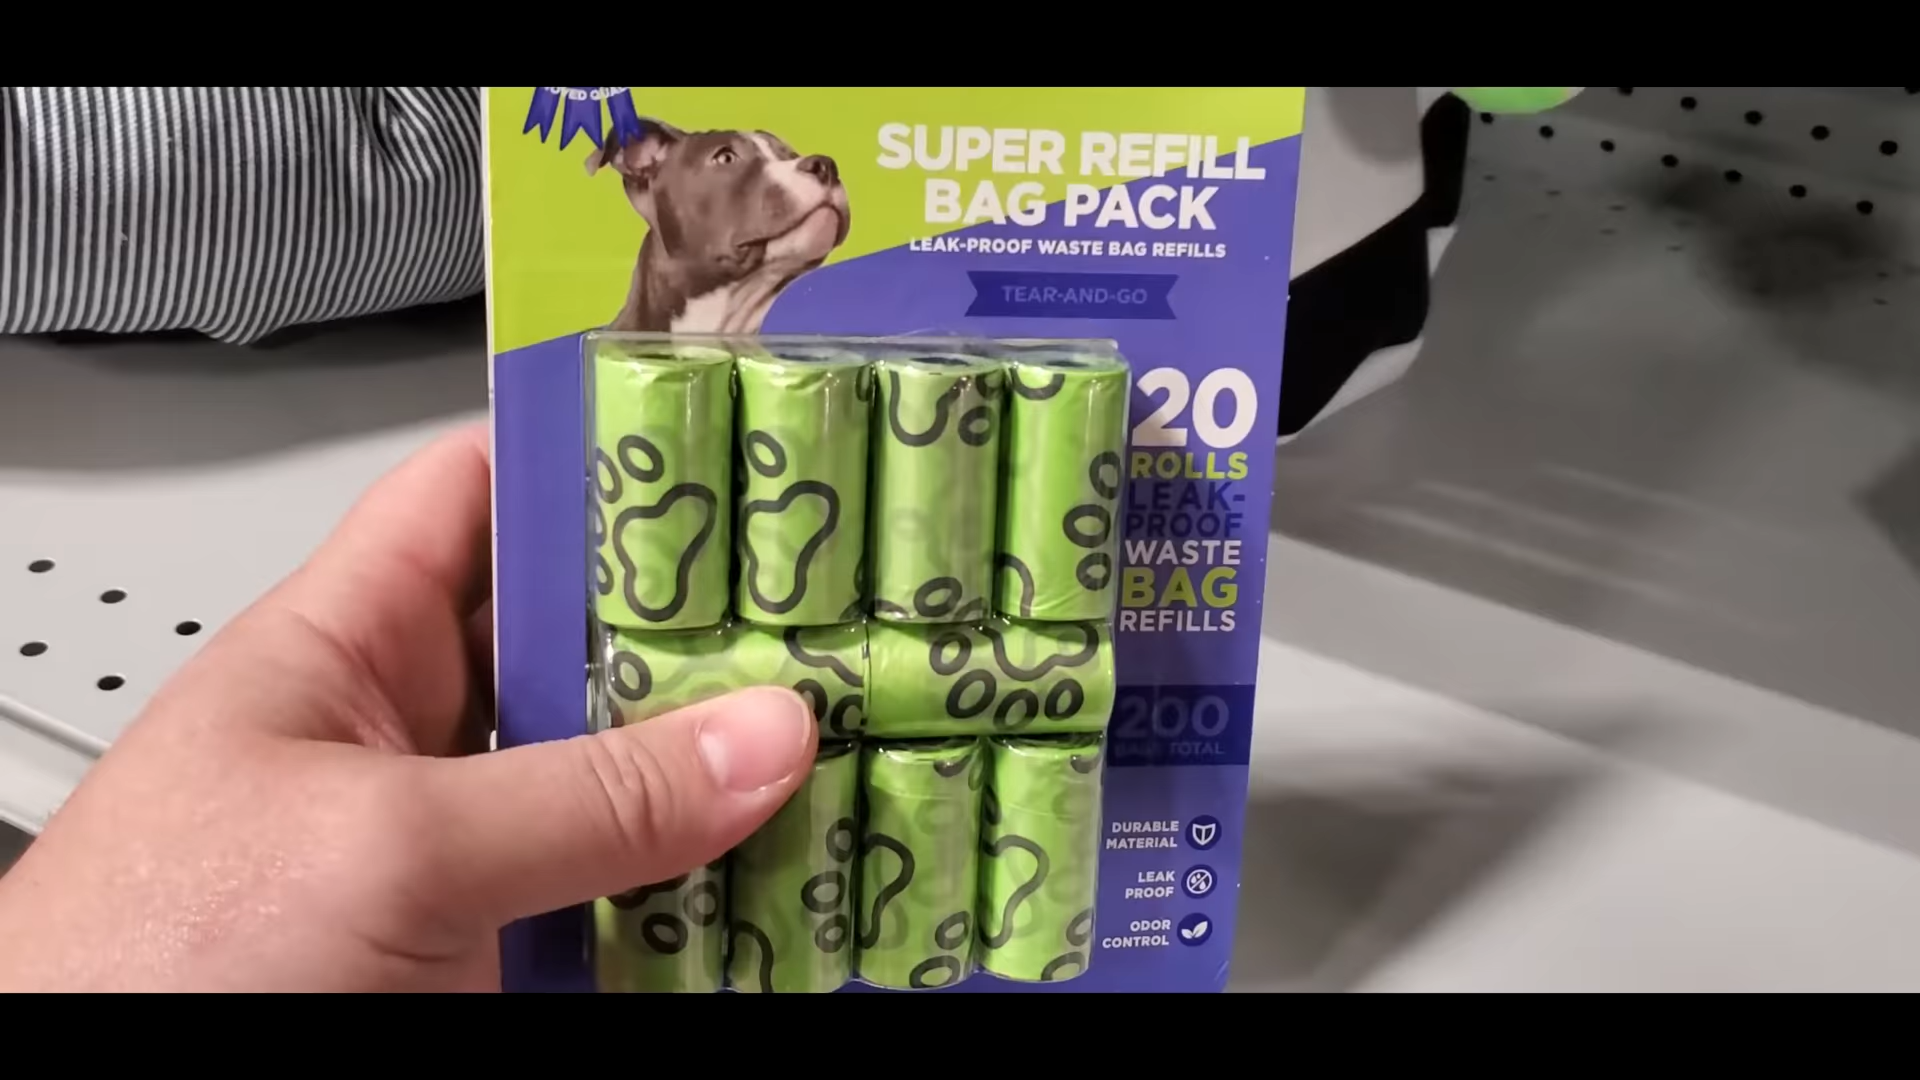 SUPER REFILL
BAG PACK
LEAK-PROOF WASTE BAG REFILLS
TEAR-AND-GO
20
ROLLS
LEAK-
PROOF
WASTE
BAG
REFILLS
200
BAGS TOTAL
DURABLE
MATERIAL
LEAK
PROOF
ODOR
CONTROL